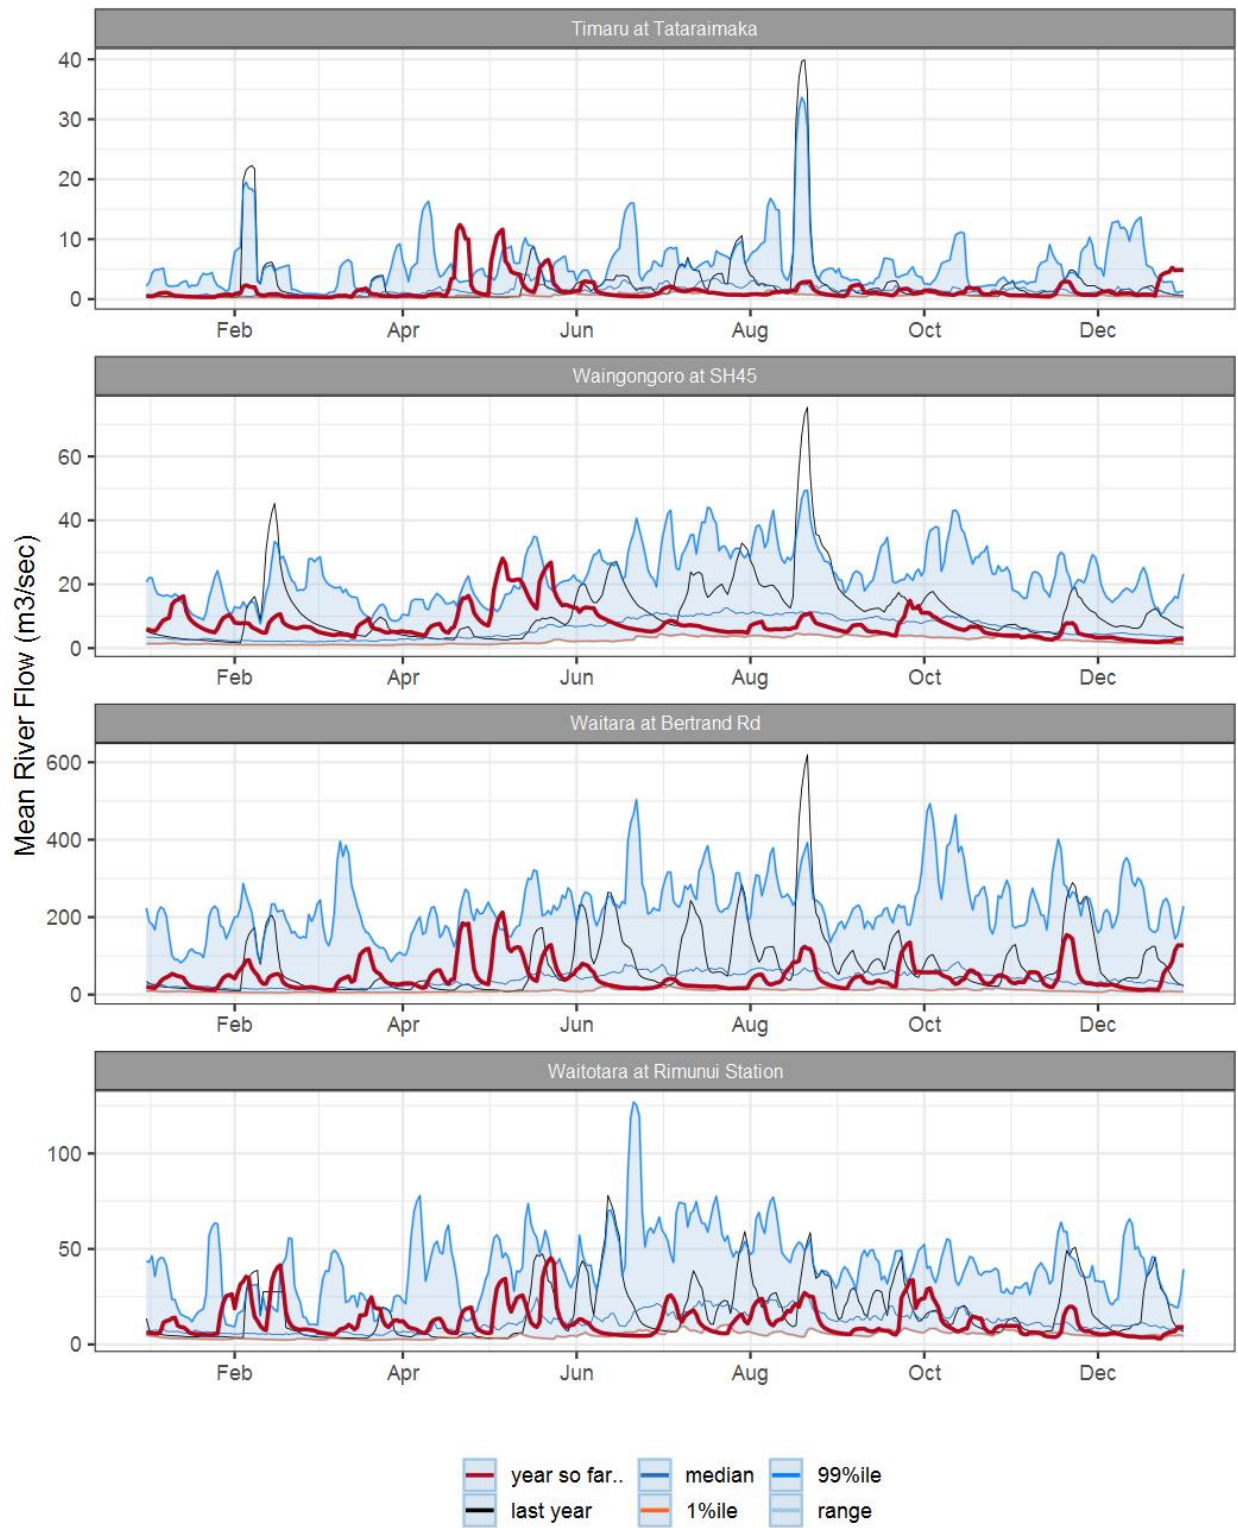 Timaru at Tataraimaka
40
30
20
10
0
Feb Apr Jun Aug Oct Dec
Waingongoro at SH45
60
40
20
0
Feb Apr Jun Aug Oct Dec
Mean River Flow (m3/sec)
Waitara at Bertrand Rd
600
400
200
0
Feb Apr Jun Aug Oct Dec
Waitotara at Rimunui Station
100
50
0
Feb Apr Jun Aug Oct Dec
year so far.. median 99%ile
last year 1%ile range